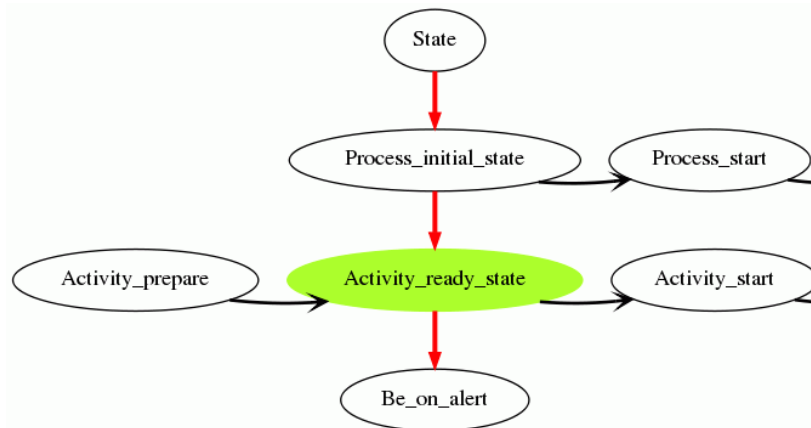 State
Process_initial_state
Process_start
Activity_prepare
Activity_ready_state
Activity_start
Be_on_alert